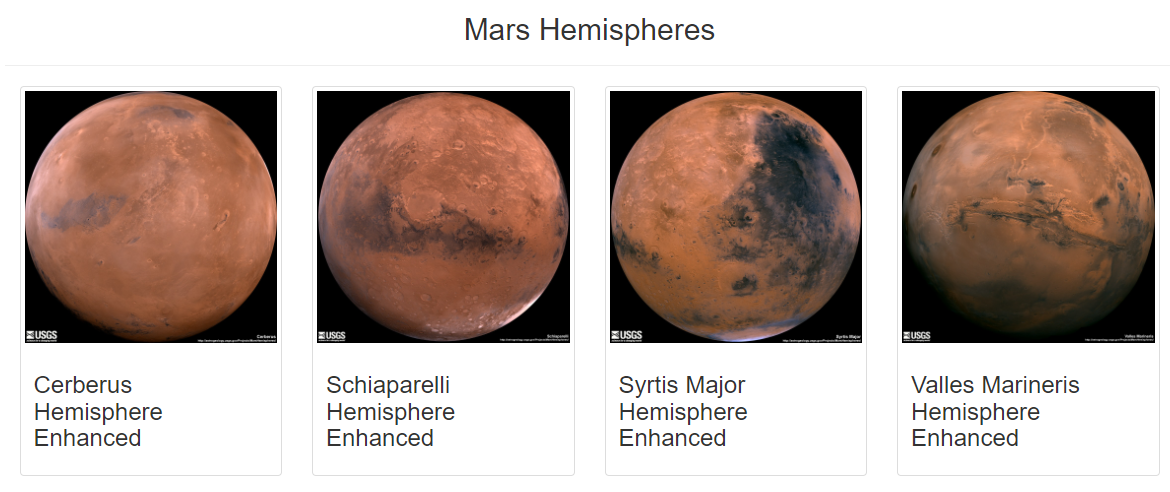 Mars Hemispheres
USGS
Cerberus
USGS
Schiaparelli
USGS
Syrtis Major
USGS
Valles Marineris
Cerberus
Hemisphere
Enhanced
Schiaparelli
Hemisphere
Enhanced
Syrtis Major
Hemisphere
Enhanced
Valles Marineris
Hemisphere
Enhanced